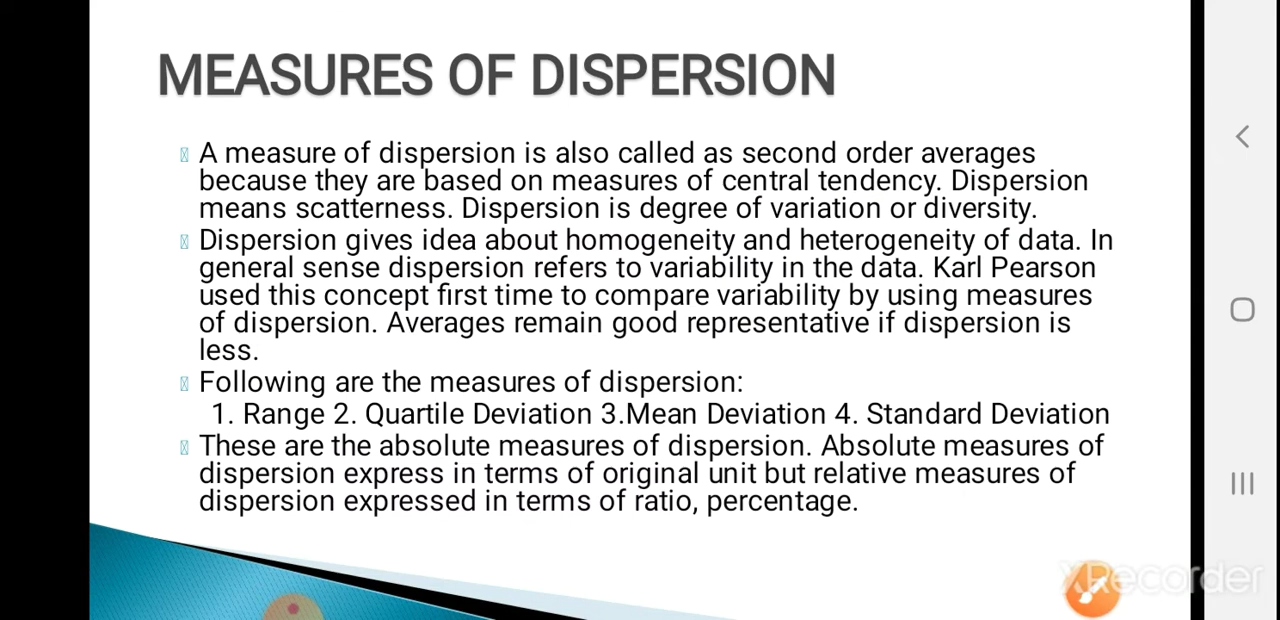 MEASURES OF DISPERSION
A measure of dispersion is also called as second order averages
because they are based on measures of central tendency. Dispersion
means scatterness. Dispersion is degree of variation or diversity.
Dispersion gives idea about homogeneity and heterogeneity of data. In
general sense dispersion refers to variability in the data. Karl Pearson
used this concept first time to compare variability by using measures
of dispersion. Averages remain good representative if dispersion is
less.
Following are the measures of dispersion:
1. Range 2. Quartile Deviation 3.Mean Deviation 4. Standard Deviation
These are the absolute measures of dispersion. Absolute measures of
dispersion express in terms of original unit but relative measures of
dispersion expressed in terms of ratio, percentage.
XRecorder